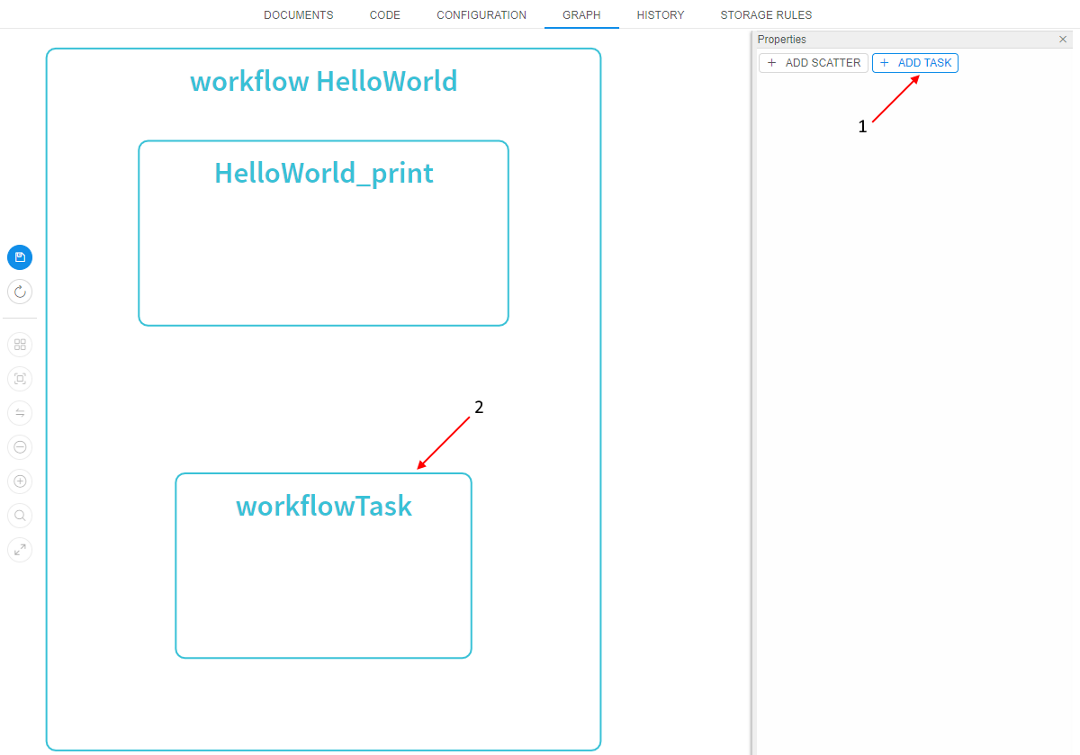 DOCUMENTS CODE CONFIGURATION GRAPH HISTORY STORAGE RULES
Properties
+ ADD SCATTER + ADD TASK
1
workflow HelloWorld
HelloWorld_print
2
workflowTask